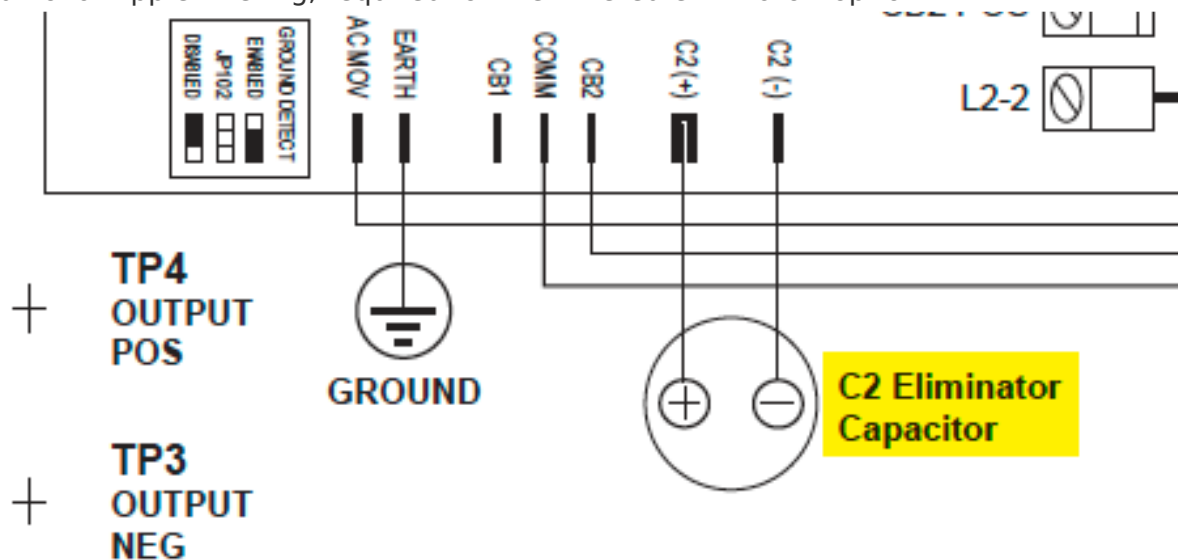 GROUND DETECT
ENABLED
JP102
DISABLED
AC MOV
EARTH
CB1
COMM
CB2
C2 (+)
C2 (-)
L2-2
TP4
OUTPUT
POS
GROUND
C2 Eliminator
Capacitor
TP3
OUTPUT
NEG